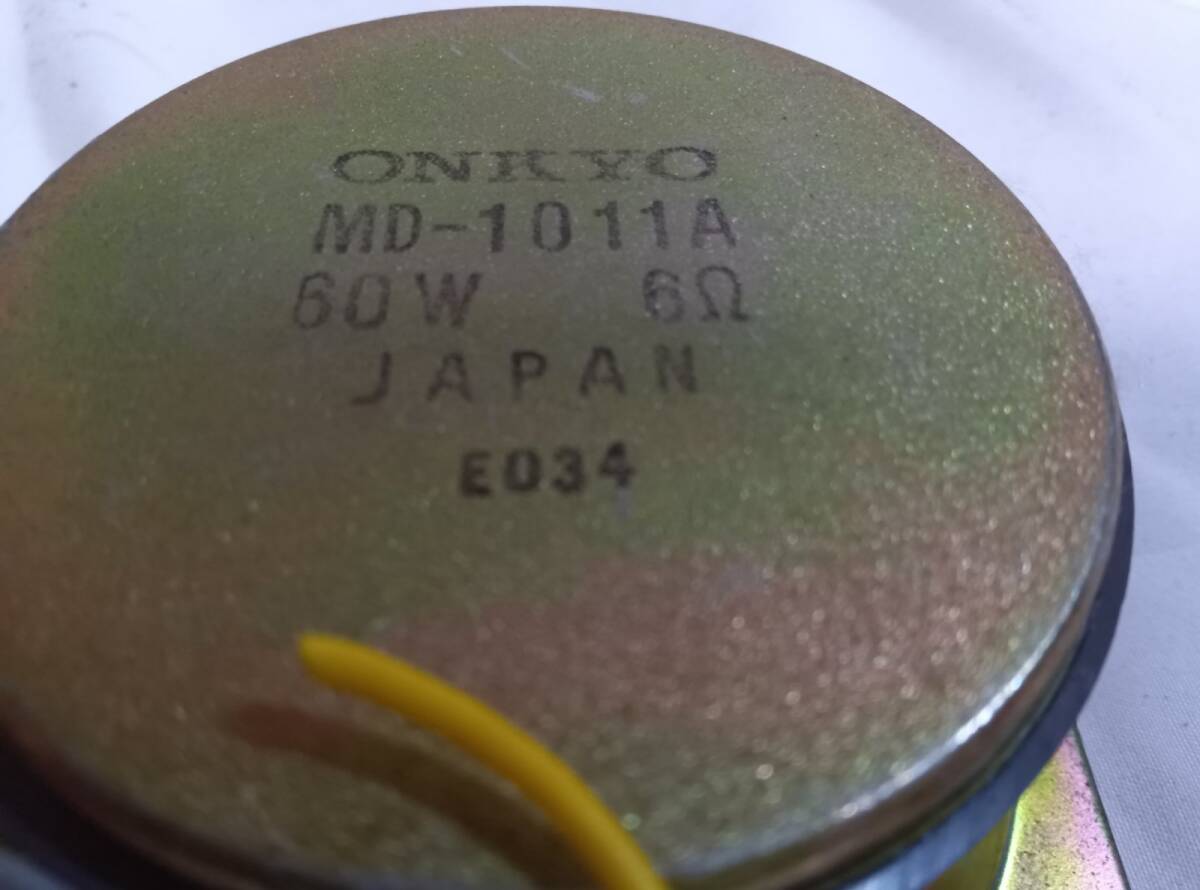 ONKYO
MD-1011A
60W 6Ω
JAPAN
E034